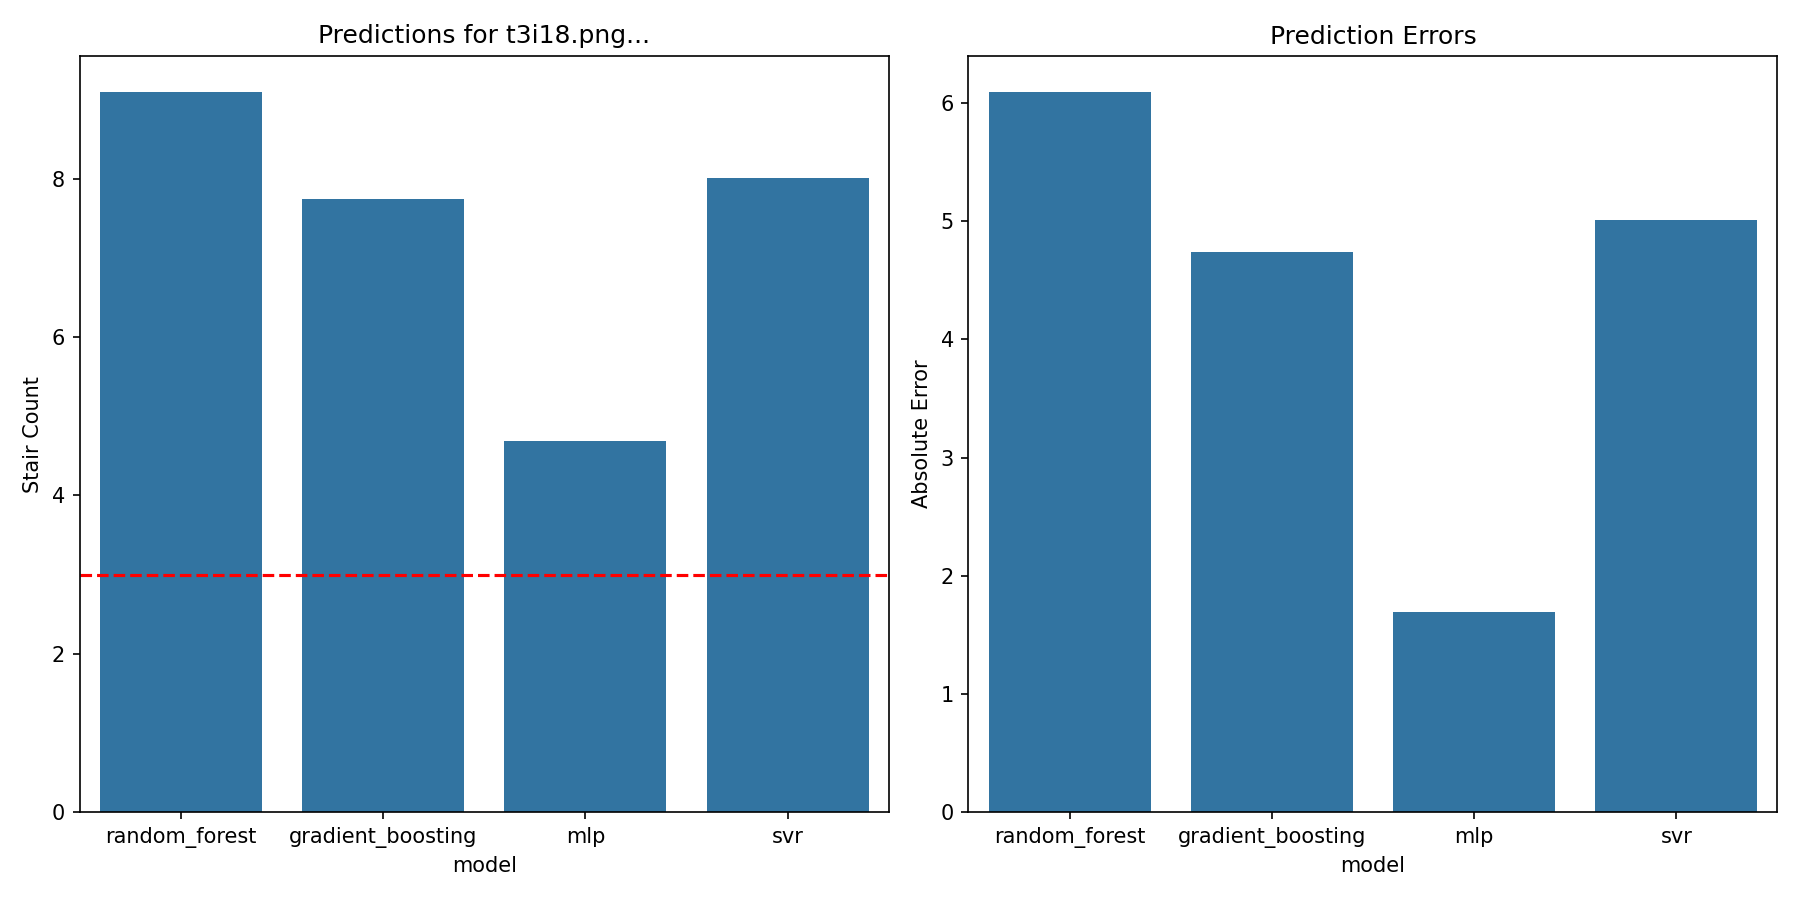 Predictions for t3i18.png...
Stair Count
8
6
4
2
0
random_forest gradient_boosting mlp svr
model
Prediction Errors
Absolute Error
6
5
4
3
2
1
0
random_forest gradient_boosting mlp svr
model